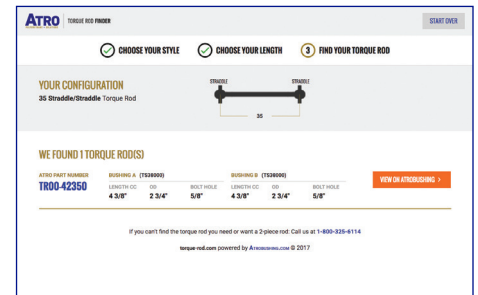 ATRO TORQUE ROD FINDER START OVER
CHOOSE YOUR STYLE CHOOSE YOUR LENGTH 3 FIND YOUR TORQUE ROD
YOUR CONFIGURATION
35 Straddle/Straddle Torque Rod
STRADDLE STRADDLE
35
WE FOUND 1 TORQUE ROD(S)
ATRO PART NUMBER BUSHING A (TS38000) BUSHING B (TS38000)
TR00-42350 LENGTH CC OD BOLT HOLE LENGTH CC OD BOLT HOLE VIEW ON ATROBUSHING >
4 3/8" 2 3/4" 5/8" 4 3/8" 2 3/4" 5/8"
If you can't find the torque rod you need or want a 2-piece rod: Call us at 1-800-325-6114
torque-rod.com powered by ATROBUSHING.COM © 2017